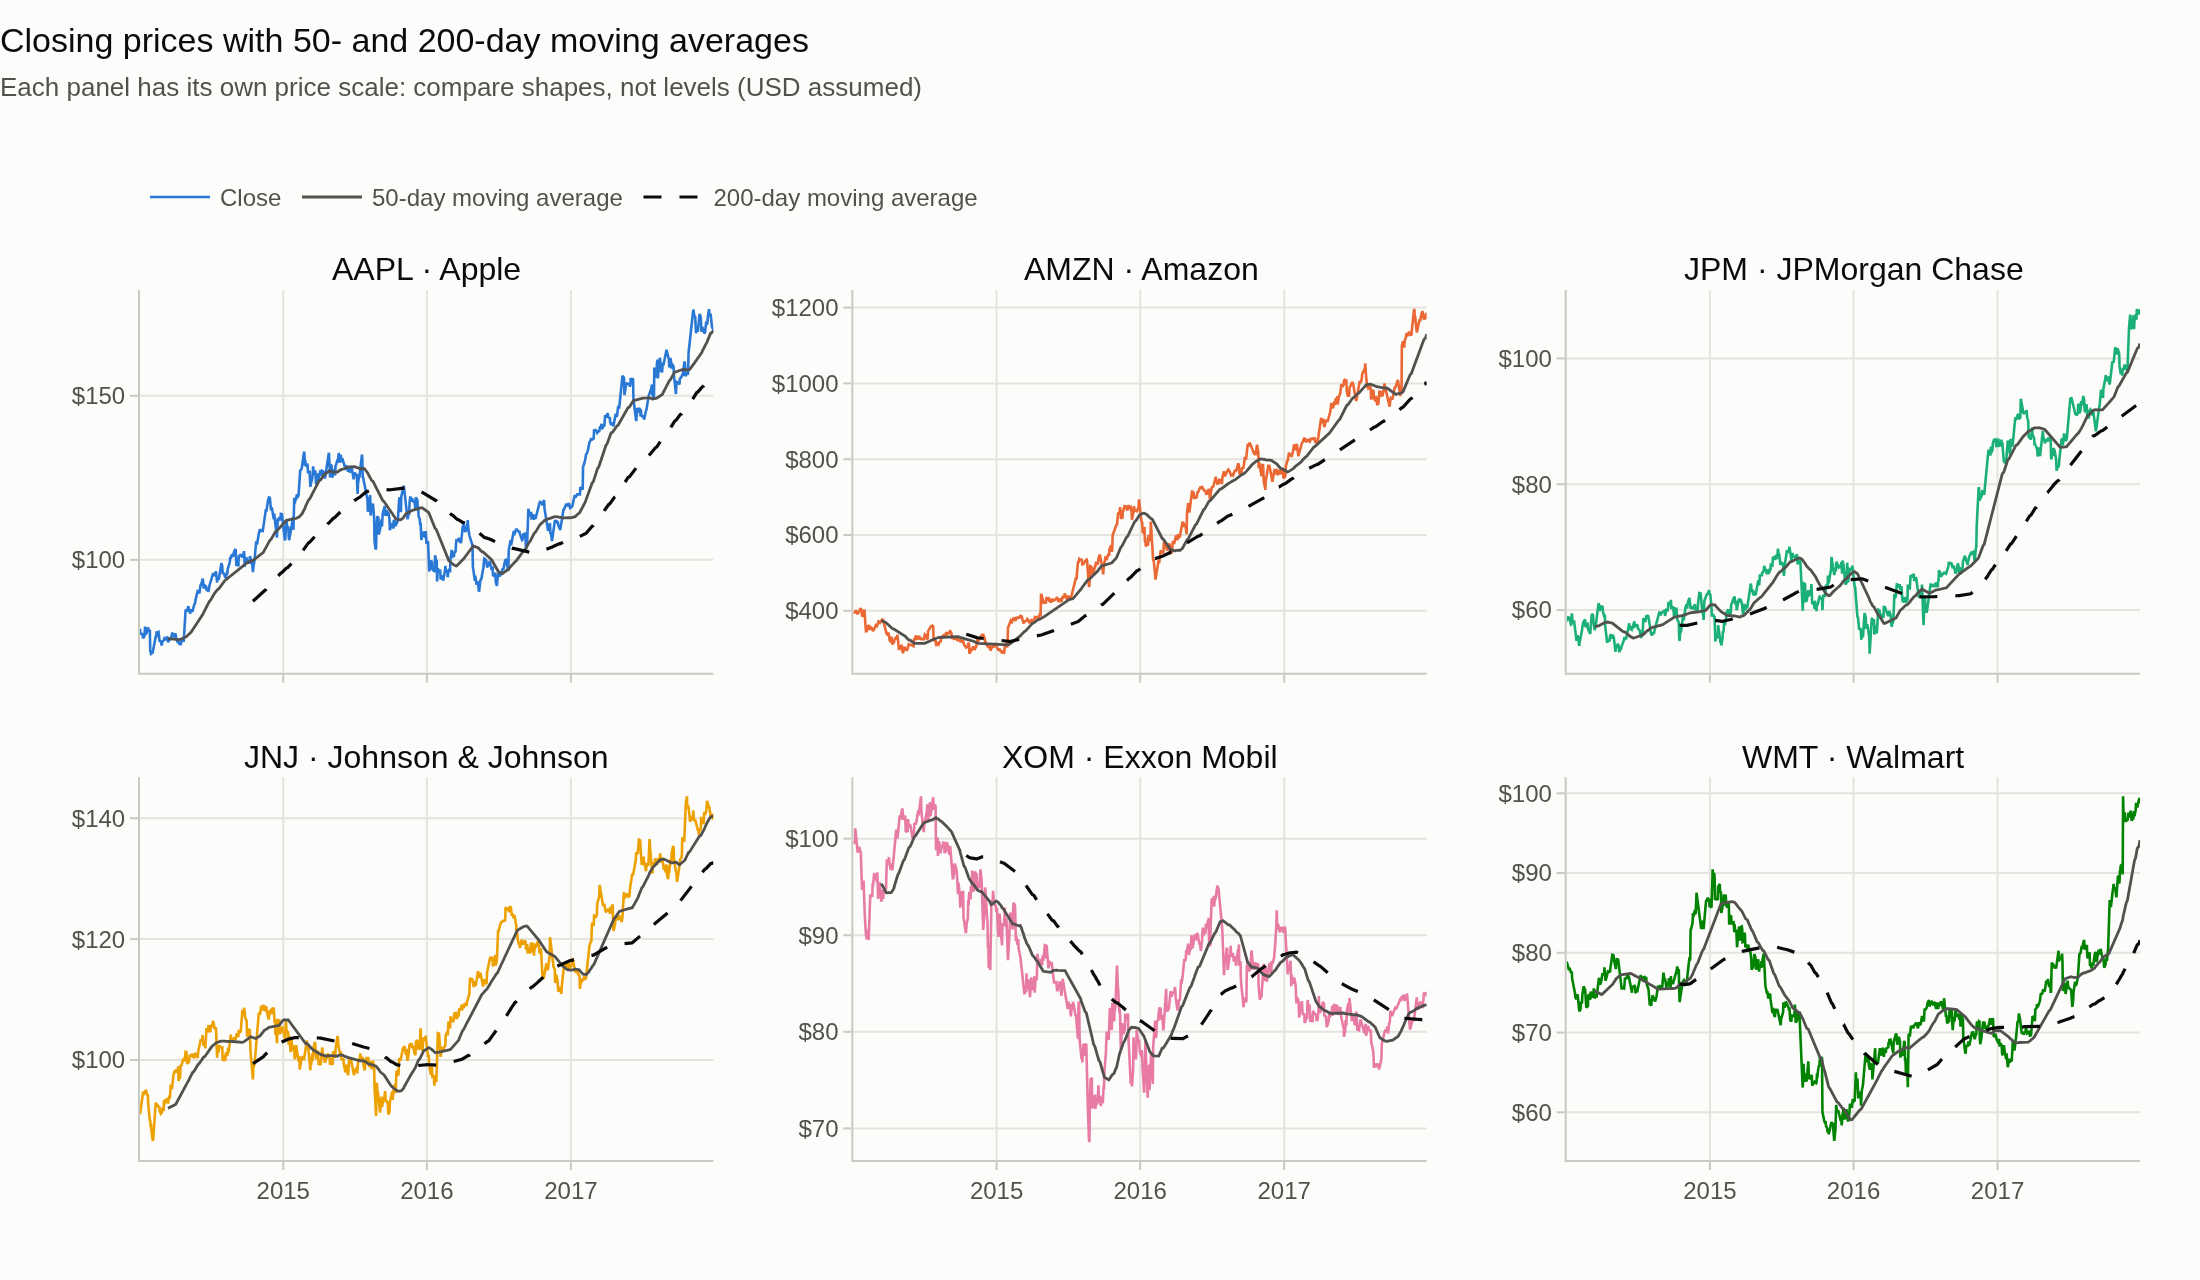 Closing prices with 50- and 200-day moving averages
Each panel has its own price scale: compare shapes, not levels (USD assumed)
Close 50-day moving average 200-day moving average
AAPL · Apple
$150
$100
AMZN · Amazon
$1200
$1000
$800
$600
$400
JPM · JPMorgan Chase
$100
$80
$60
JNJ · Johnson & Johnson
$140
$120
$100
2015 2016 2017
XOM · Exxon Mobil
$100
$90
$80
$70
2015 2016 2017
WMT · Walmart
$100
$90
$80
$70
$60
2015 2016 2017